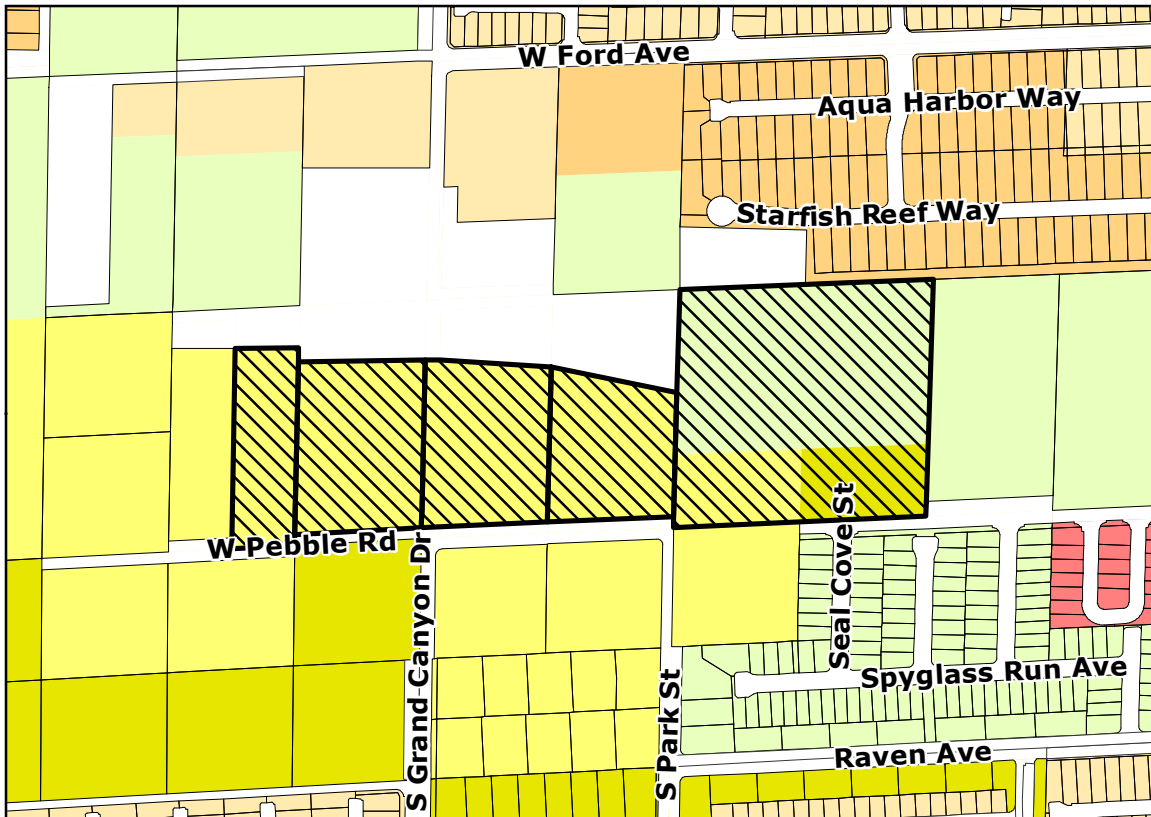 W Ford Ave
Aqua Harbor Way
Starfish Reef Way
W Pebble Rd
S Grand Canyon Dr
Seal Cove St
S Park St
Spyglass Run Ave
Raven Ave